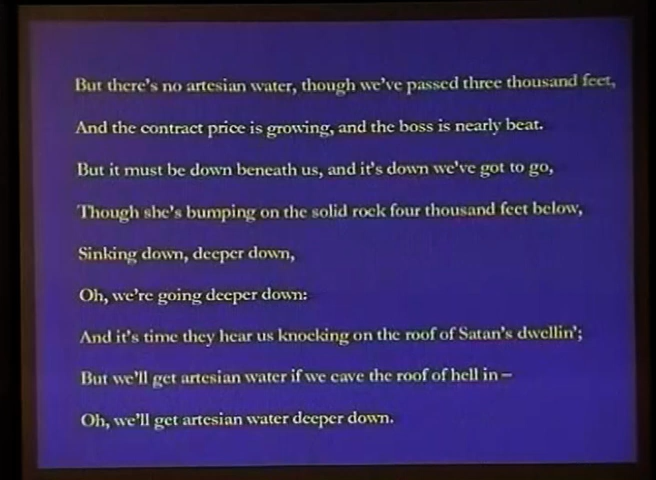 But there's no artesian water, though we've passed three thousand feet,
And the contract price is growing, and the boss is nearly beat.
But it must be down beneath us, and it's down we've got to go,
Though she's bumping on the solid rock four thousand feet below,
Sinking down, deeper down,
Oh, we're going deeper down:
And it's time they hear us knocking on the roof of Satan's dwellin';
But we'll get artesian water if we cave the roof of hell in –
Oh, we'll get artesian water deeper down.